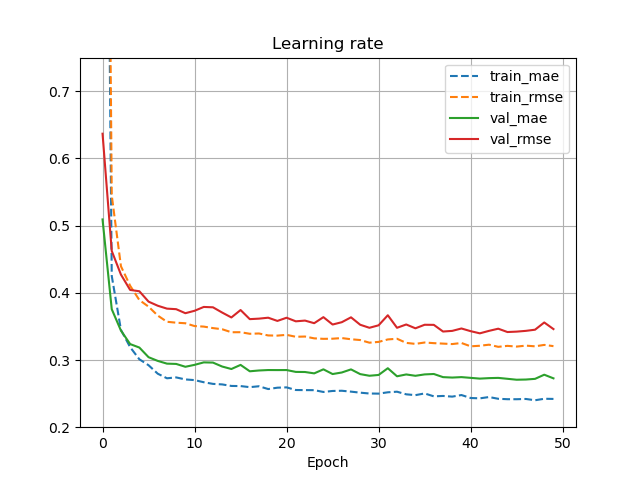 Learning rate
train_mae
train_rmse
val_mae
val_rmse
0.7
0.6
0.5
0.4
0.3
0.2
0 10 20 30 40 50
Epoch